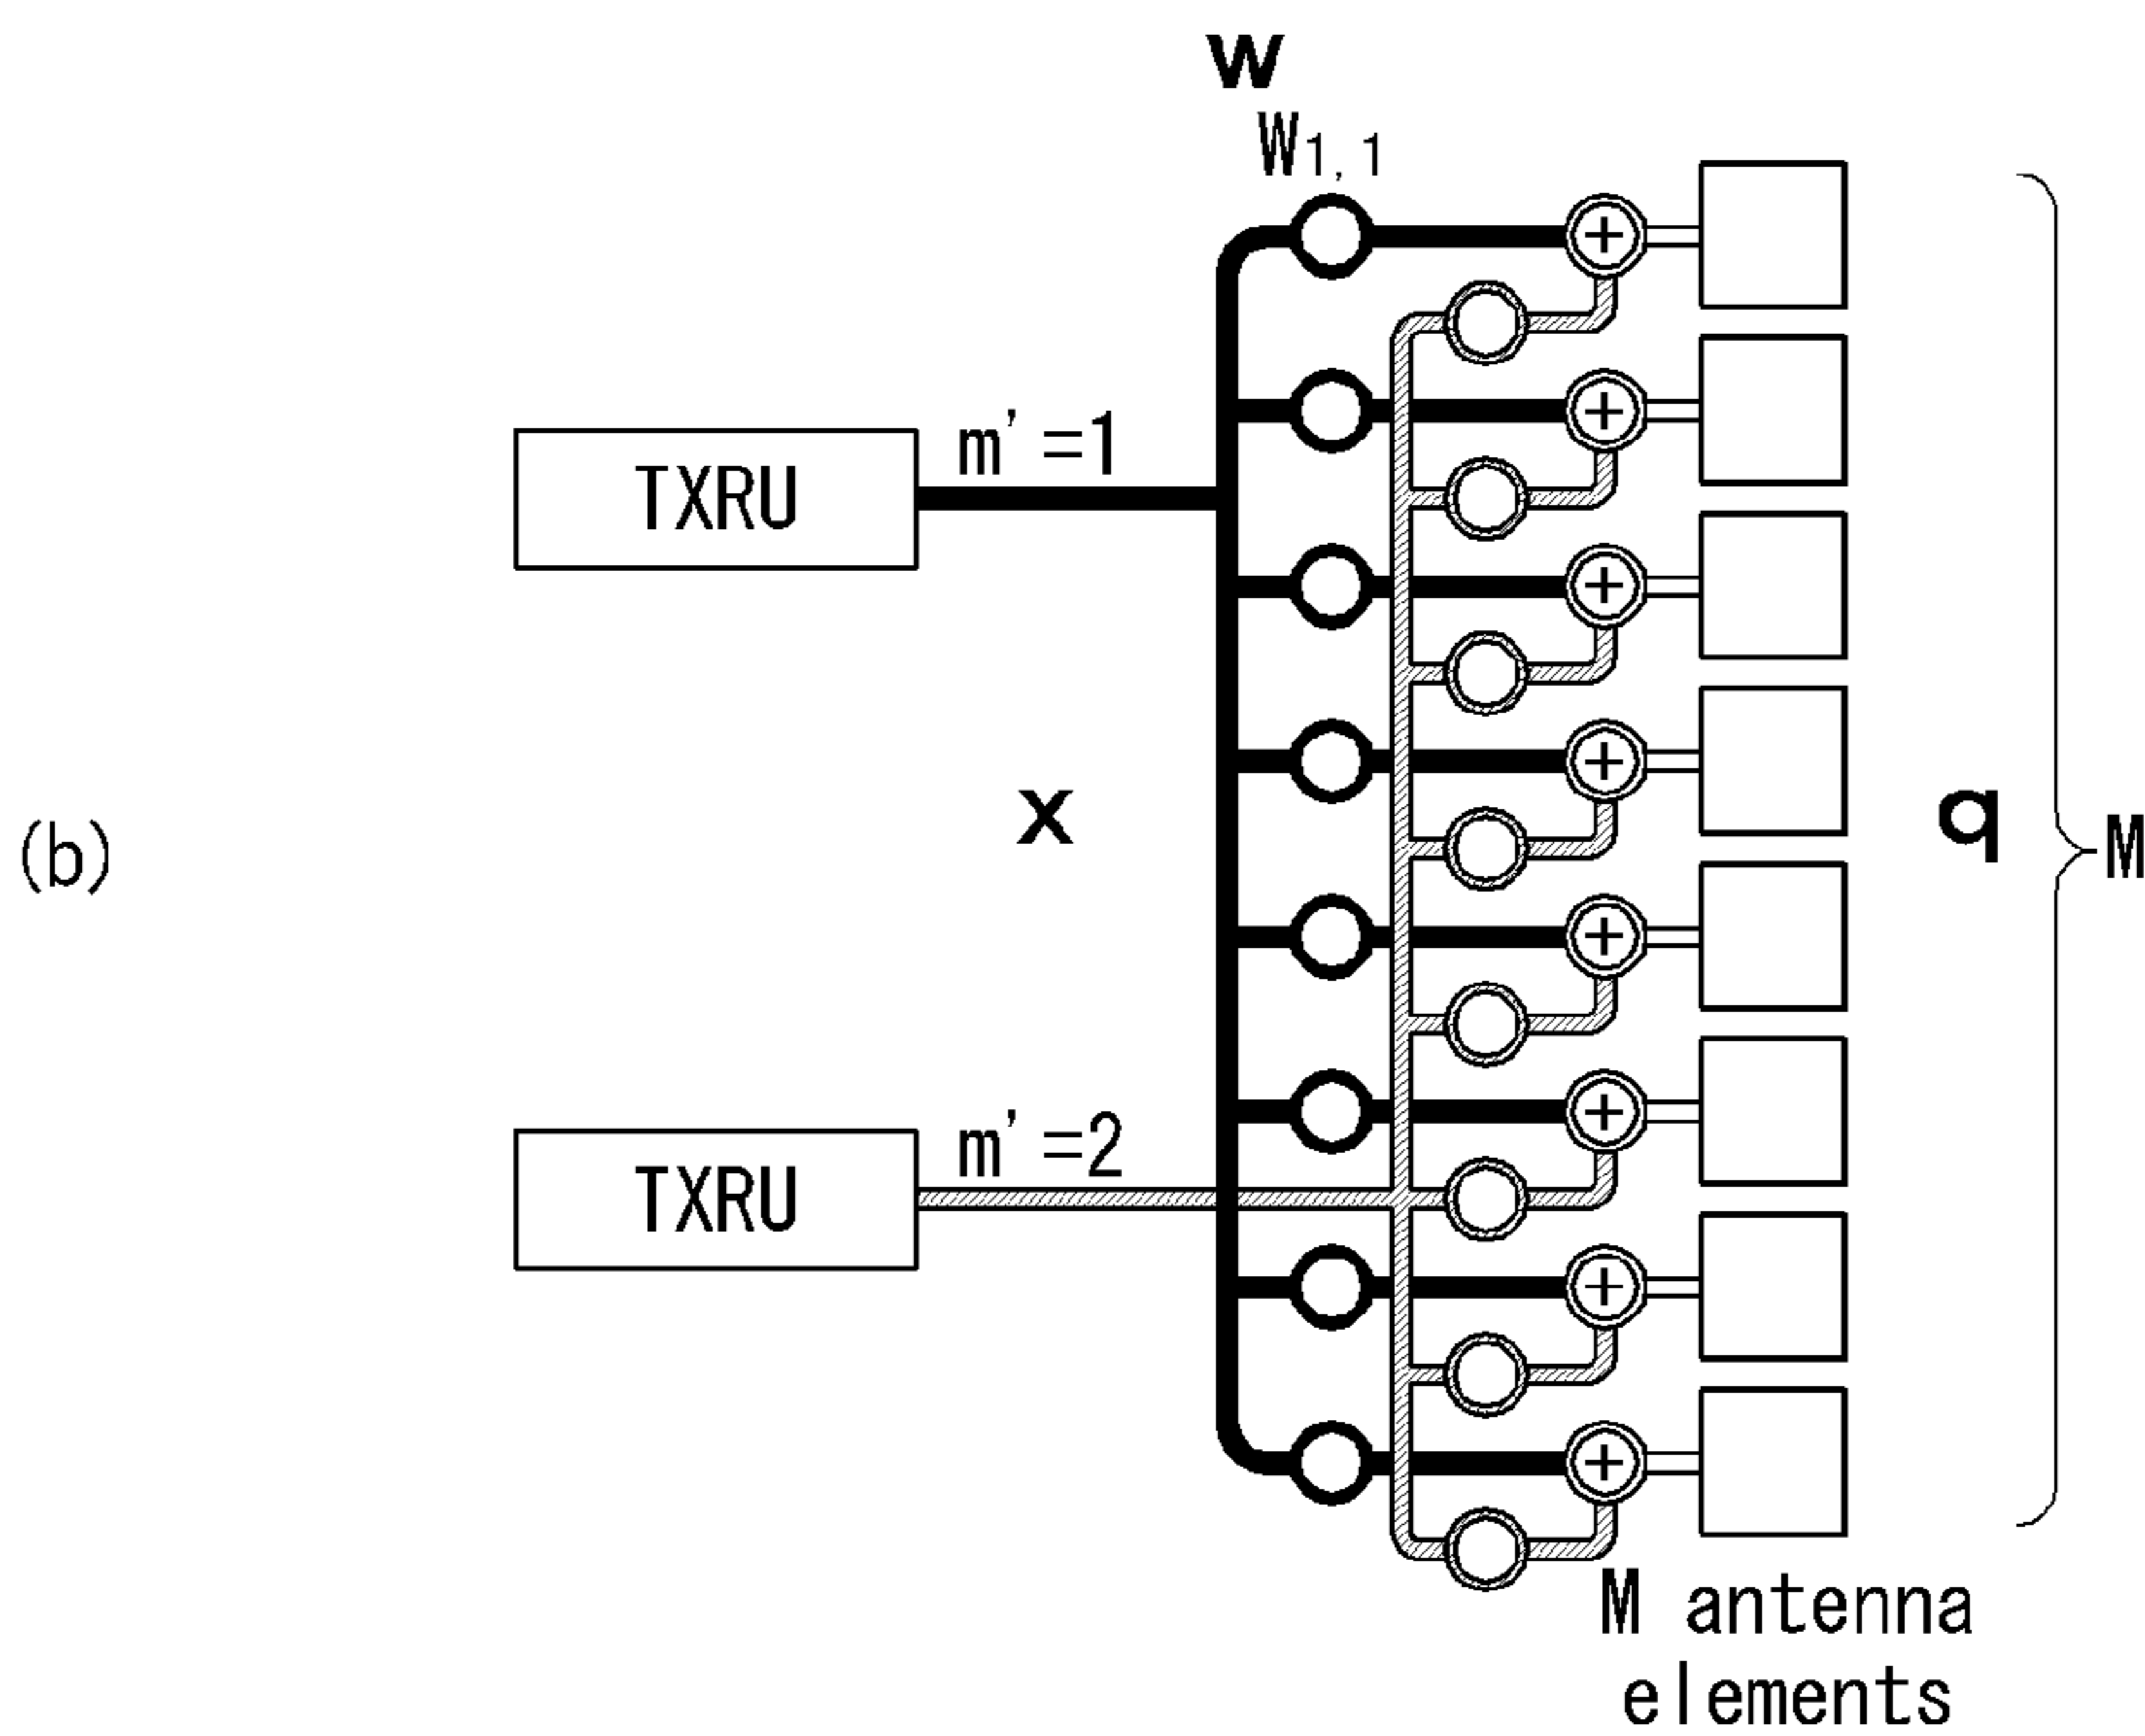 w
W1,1
m'=1
TXRU
+
+
+
+
x
q
M
(b)
+
m'=2
TXRU
+
+
+
M antenna
elements